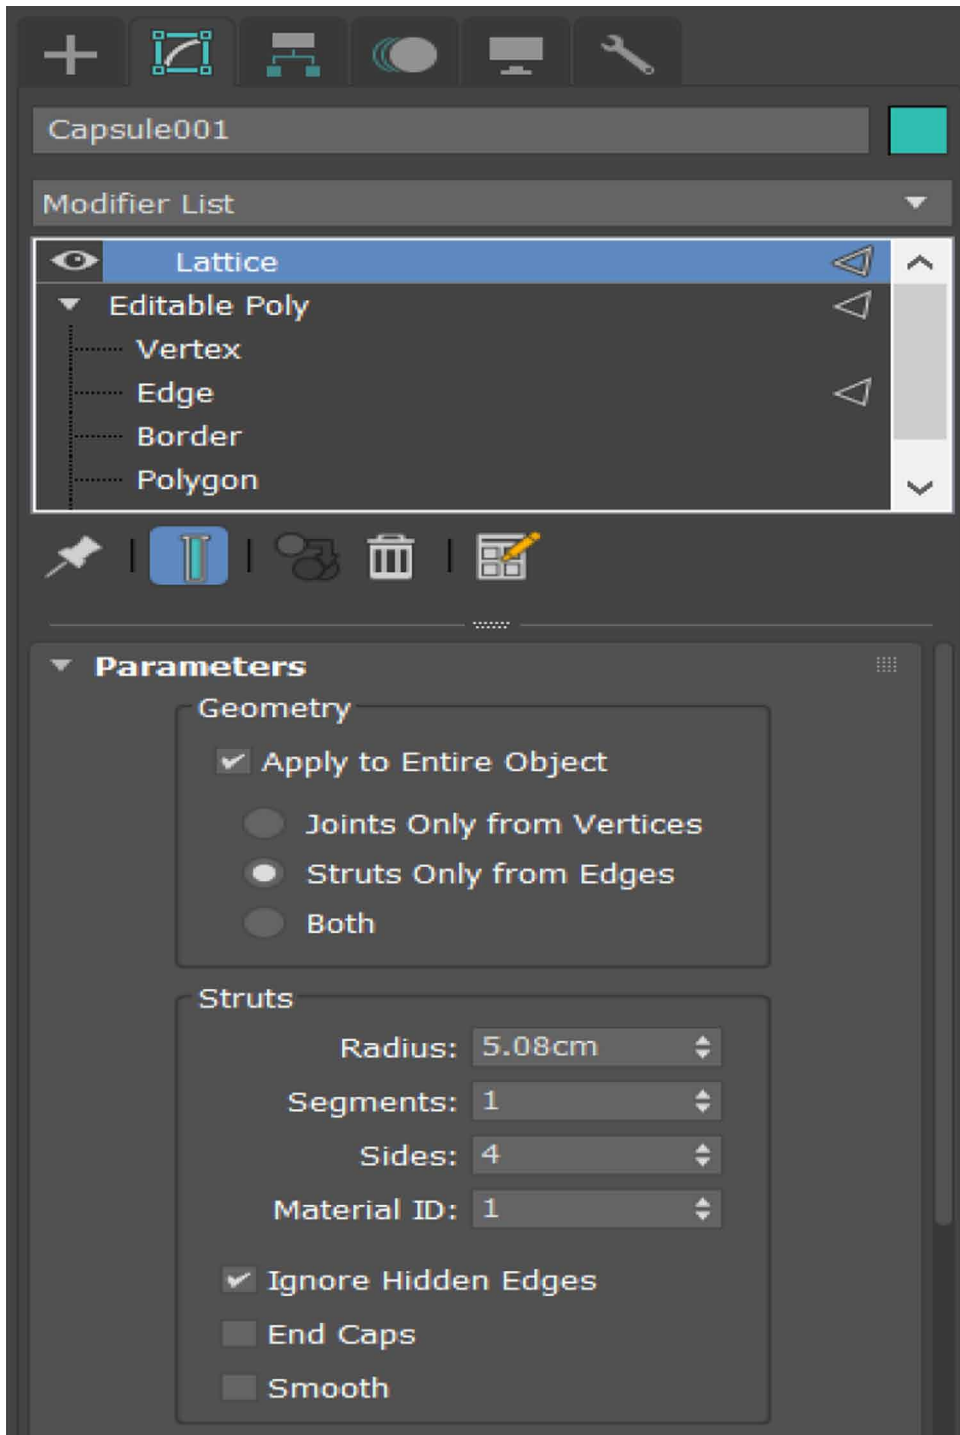 Capsule001
Modifier List
Lattice
Editable Poly
Vertex
Edge
Border
Polygon
Parameters
Geometry
Apply to Entire Object
Joints Only from Vertices
Struts Only from Edges
Both
Struts
Radius: 5.08cm
Segments: 1
Sides: 4
Material ID: 1
Ignore Hidden Edges
End Caps
Smooth